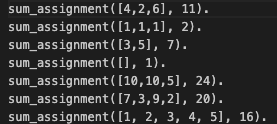 sum_assignment([4,2,6], 11).
sum_assignment([1,1,1], 2).
sum_assignment([3,5], 7).
sum_assignment([], 1).
sum_assignment([10,10,5], 24).
sum_assignment([7,3,9,2], 20).
sum_assignment([1, 2, 3, 4, 5], 16).